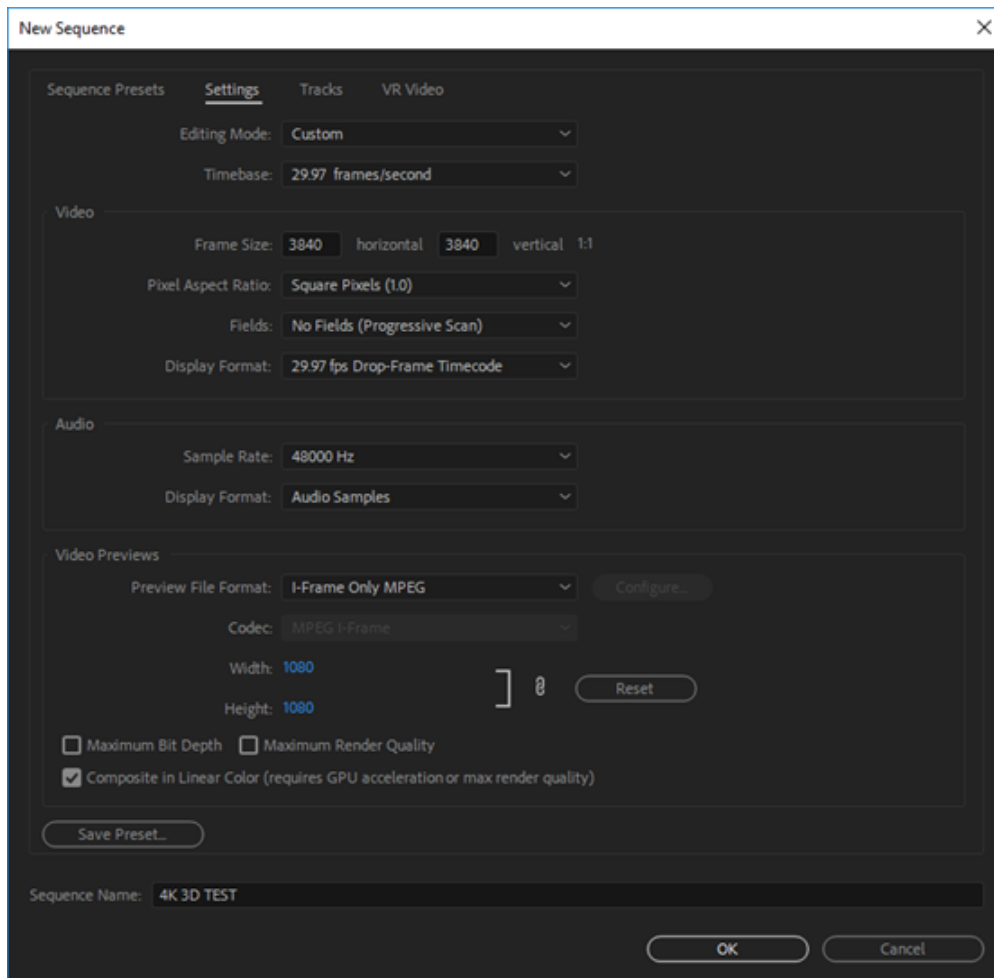 New Sequence
Sequence Presets Settings Tracks VR Video
Editing Mode: Custom
Timebase: 29.97 frames/second
Video
Frame Size: 3840 horizontal 3840 vertical 1:1
Pixel Aspect Ratio: Square Pixels (1.0)
Fields: No Fields (Progressive Scan)
Display Format: 29.97 fps Drop-Frame Timecode
Audio
Sample Rate: 48000 Hz
Display Format: Audio Samples
Video Previews
Preview File Format: I-Frame Only MPEG Configure...
Codec: MPEG I-Frame
Width: 1080
Height: 1080
Reset
Maximum Bit Depth Maximum Render Quality
Composite in Linear Color (requires GPU acceleration or max render quality)
Save Preset...
Sequence Name: 4K 3D TEST
OK Cancel